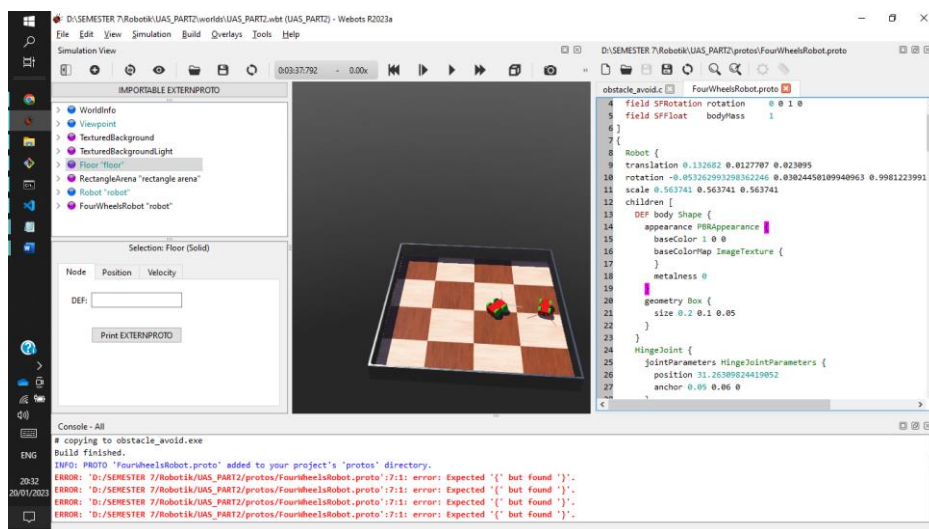 D:\SEMESTER 7\Robotik\UAS_PART2\worlds\UAS_PART2.wbt (UAS_PART2) - Webots R2023a
File Edit View Simulation Build Overlays Tools Help
Simulation View
0:03:37:792 - 0.00x
IMPORTABLE EXTERNPROTO
WorldInfo
Viewpoint
TexturedBackground
TexturedBackgroundLight
Floor "floor"
RectangleArena "rectangle arena"
Robot "robot"
FourWheelsRobot "robot"
Selection: Floor (Solid)
Node Position Velocity
DEF:
Print EXTERNPROTO
D:\SEMESTER 7\Robotik\UAS_PART2\protos\FourWheelsRobot.proto
obstacle_avoid.c FourWheelsRobot.proto
4 field SFRotation rotation 0 0 1 0
5 field SFFloat bodyMass 1
6 ]
7 {
8 Robot {
9 translation 0.132682 0.0127707 0.023095
10 rotation -0.053262993298362246 0.03024450109940963 0.9981223991
11 scale 0.563741 0.563741 0.563741
12 children [
13 DEF body Shape {
14 appearance PBRAppearance {
15 baseColor 1 0 0
16 baseColorMap ImageTexture {
17 }
18 metalness 0
19 }
20 geometry Box {
21 size 0.2 0.1 0.05
22 }
23 }
24 HingeJoint {
25 jointParameters HingeJointParameters {
26 position 31.26309824419052
27 anchor 0.05 0.06 0
Console - All
# copying to obstacle_avoid.exe
Build finished.
INFO: PROTO 'FourWheelsRobot.proto' added to your project's 'protos' directory.
ERROR: 'D:/SEMESTER 7/Robotik/UAS_PART2/protos/FourWheelsRobot.proto':7:1: error: Expected '{' but found '}'.
ERROR: 'D:/SEMESTER 7/Robotik/UAS_PART2/protos/FourWheelsRobot.proto':7:1: error: Expected '{' but found '}'.
ERROR: 'D:/SEMESTER 7/Robotik/UAS_PART2/protos/FourWheelsRobot.proto':7:1: error: Expected '{' but found '}'.
ERROR: 'D:/SEMESTER 7/Robotik/UAS_PART2/protos/FourWheelsRobot.proto':7:1: error: Expected '{' but found '}'.
ENG
20:32
20/01/2023